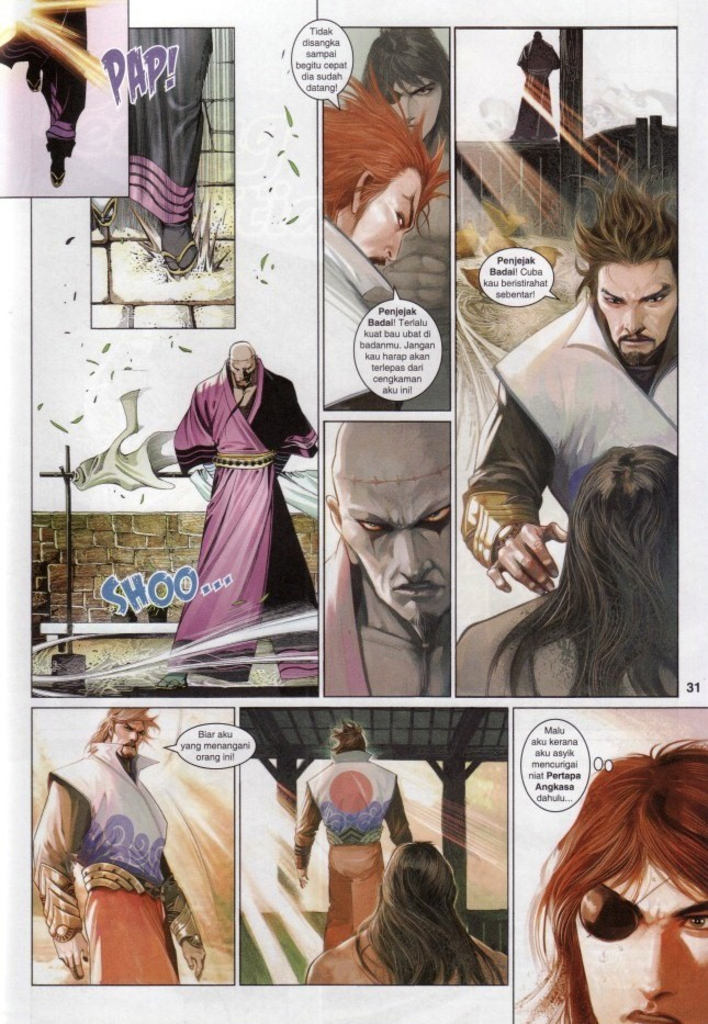 PAP!
Tidak
disangka
sampai
begitu cepat
dia sudah
datang!
Penjejak
Badai! Terlalu
kuat bau ubat di
badanmu. Jangan
kau harap akan
terlepas dari
cengkaman
aku ini!
Penjejak
Badai! Cuba
kau beristirahat
sebentar!
SHOO...
31
Biar aku
yang menangani
orang ini!
Malu
aku kerana
aku asyik
mencurigai
niat Pertapa
Angkasa
dahulu...